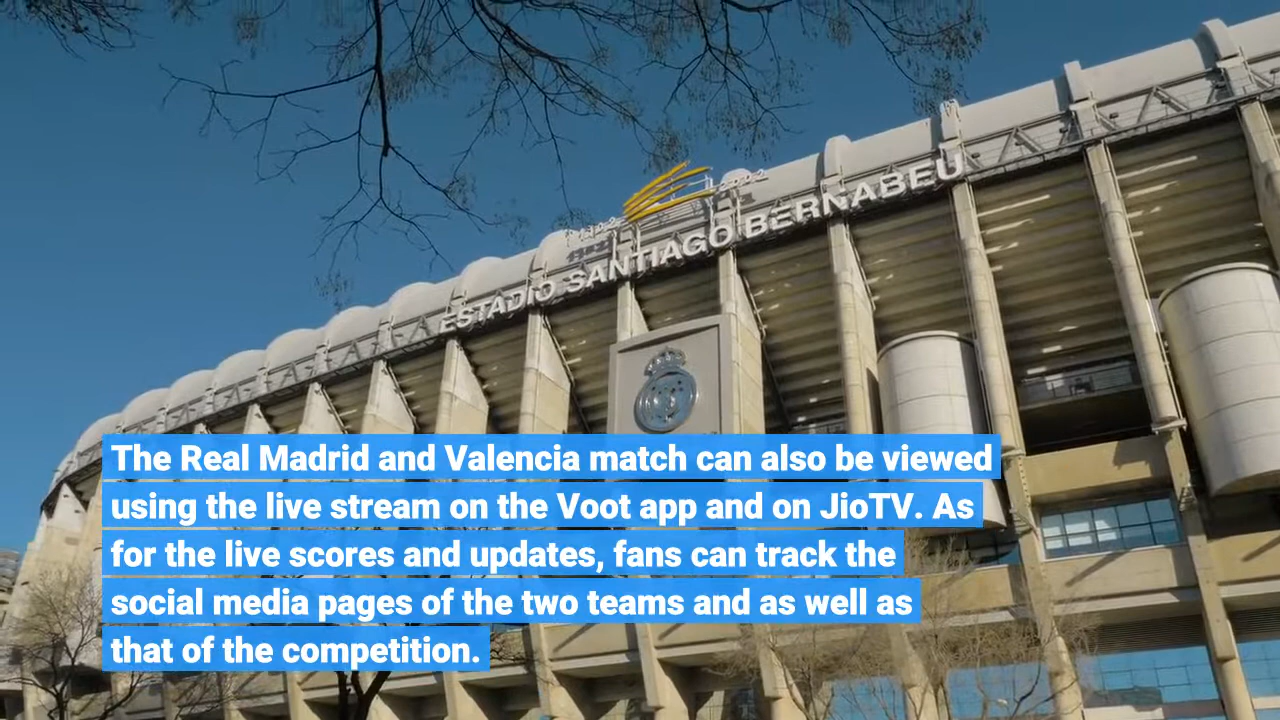 1902 2002
ESTADIO SANTIAGO BERNABEU
The Real Madrid and Valencia match can also be viewed
using the live stream on the Voot app and on JioTV. As
for the live scores and updates, fans can track the
social media pages of the two teams and as well as
that of the competition.